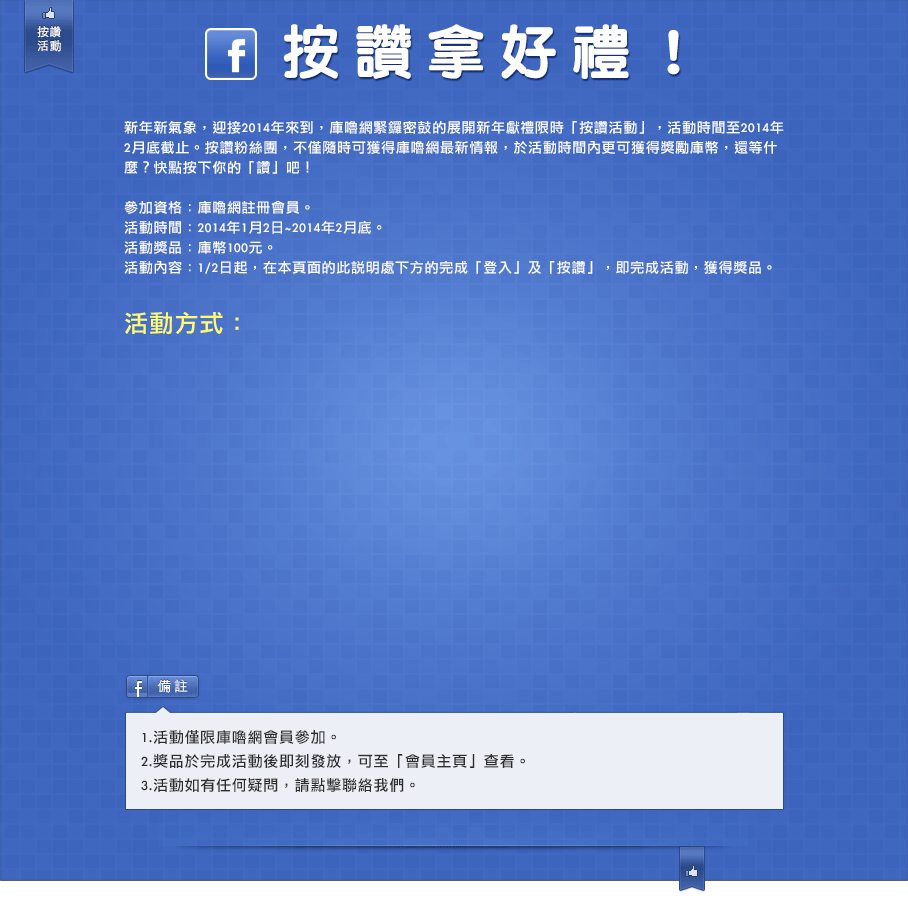 按讚
活動
按讚拿好禮！
新年新氣象，迎接2014年來到，庫嚕網緊鑼密鼓的展開新年獻禮限時「按讚活動」，活動時間至2014年
2月底截止。按讚粉絲團，不僅隨時可獲得庫嚕網最新情報，於活動時間內更可獲得獎勵庫幣，還等什
麼？快點按下你的「讚」吧！
參加資格：庫嚕網註冊會員。
活動時間：2014年1月2日~2014年2月底。
活動獎品：庫幣100元。
活動內容：1/2日起，在本頁面的此說明處下方的完成「登入」及「按讚」，即完成活動，獲得獎品。
活動方式：
備註
1.活動僅限庫嚕網會員參加。
2.獎品於完成活動後即刻發放，可至「會員主頁」查看。
3.活動如有任何疑問，請點擊聯絡我們。